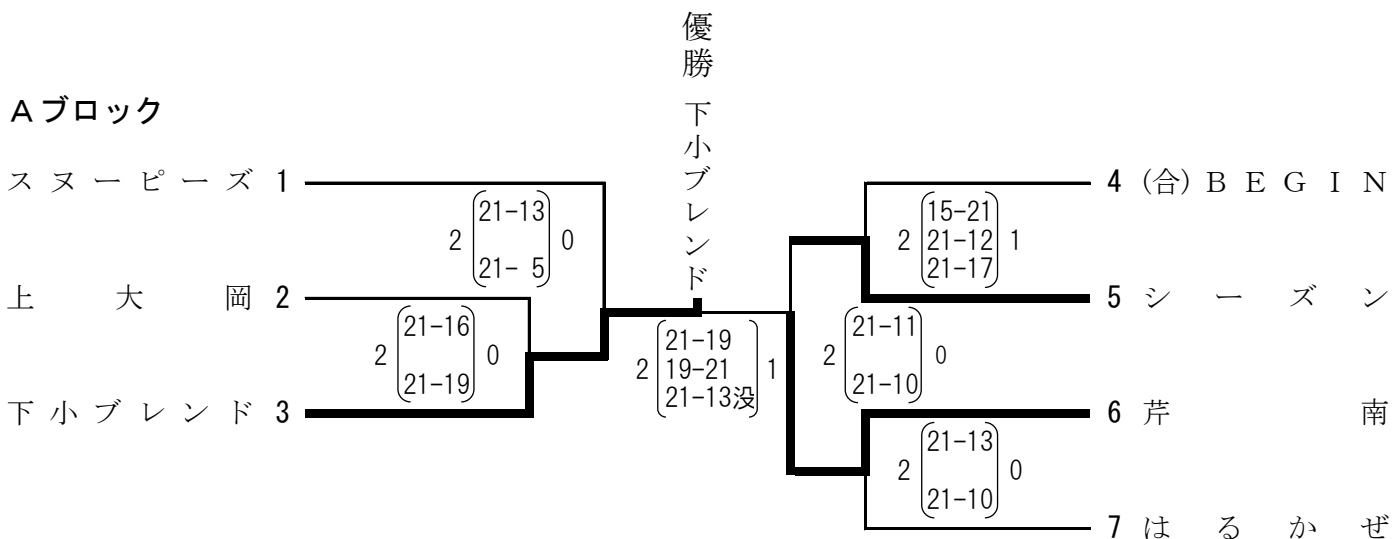 優勝 下小ブレンド
Aブロック
スヌーピーズ 1
上大岡 2
下小ブレンド 3
2 21-13 0
21- 5
2 21-16 0
21-19
2 21-19 1
19-21
21-13没
4 (合)BEGIN
5 シーズン
6 芹南
7 はるかぜ
2 15-21 1
21-12
21-17
2 21-11 0
21-10
2 21-13 0
21-10